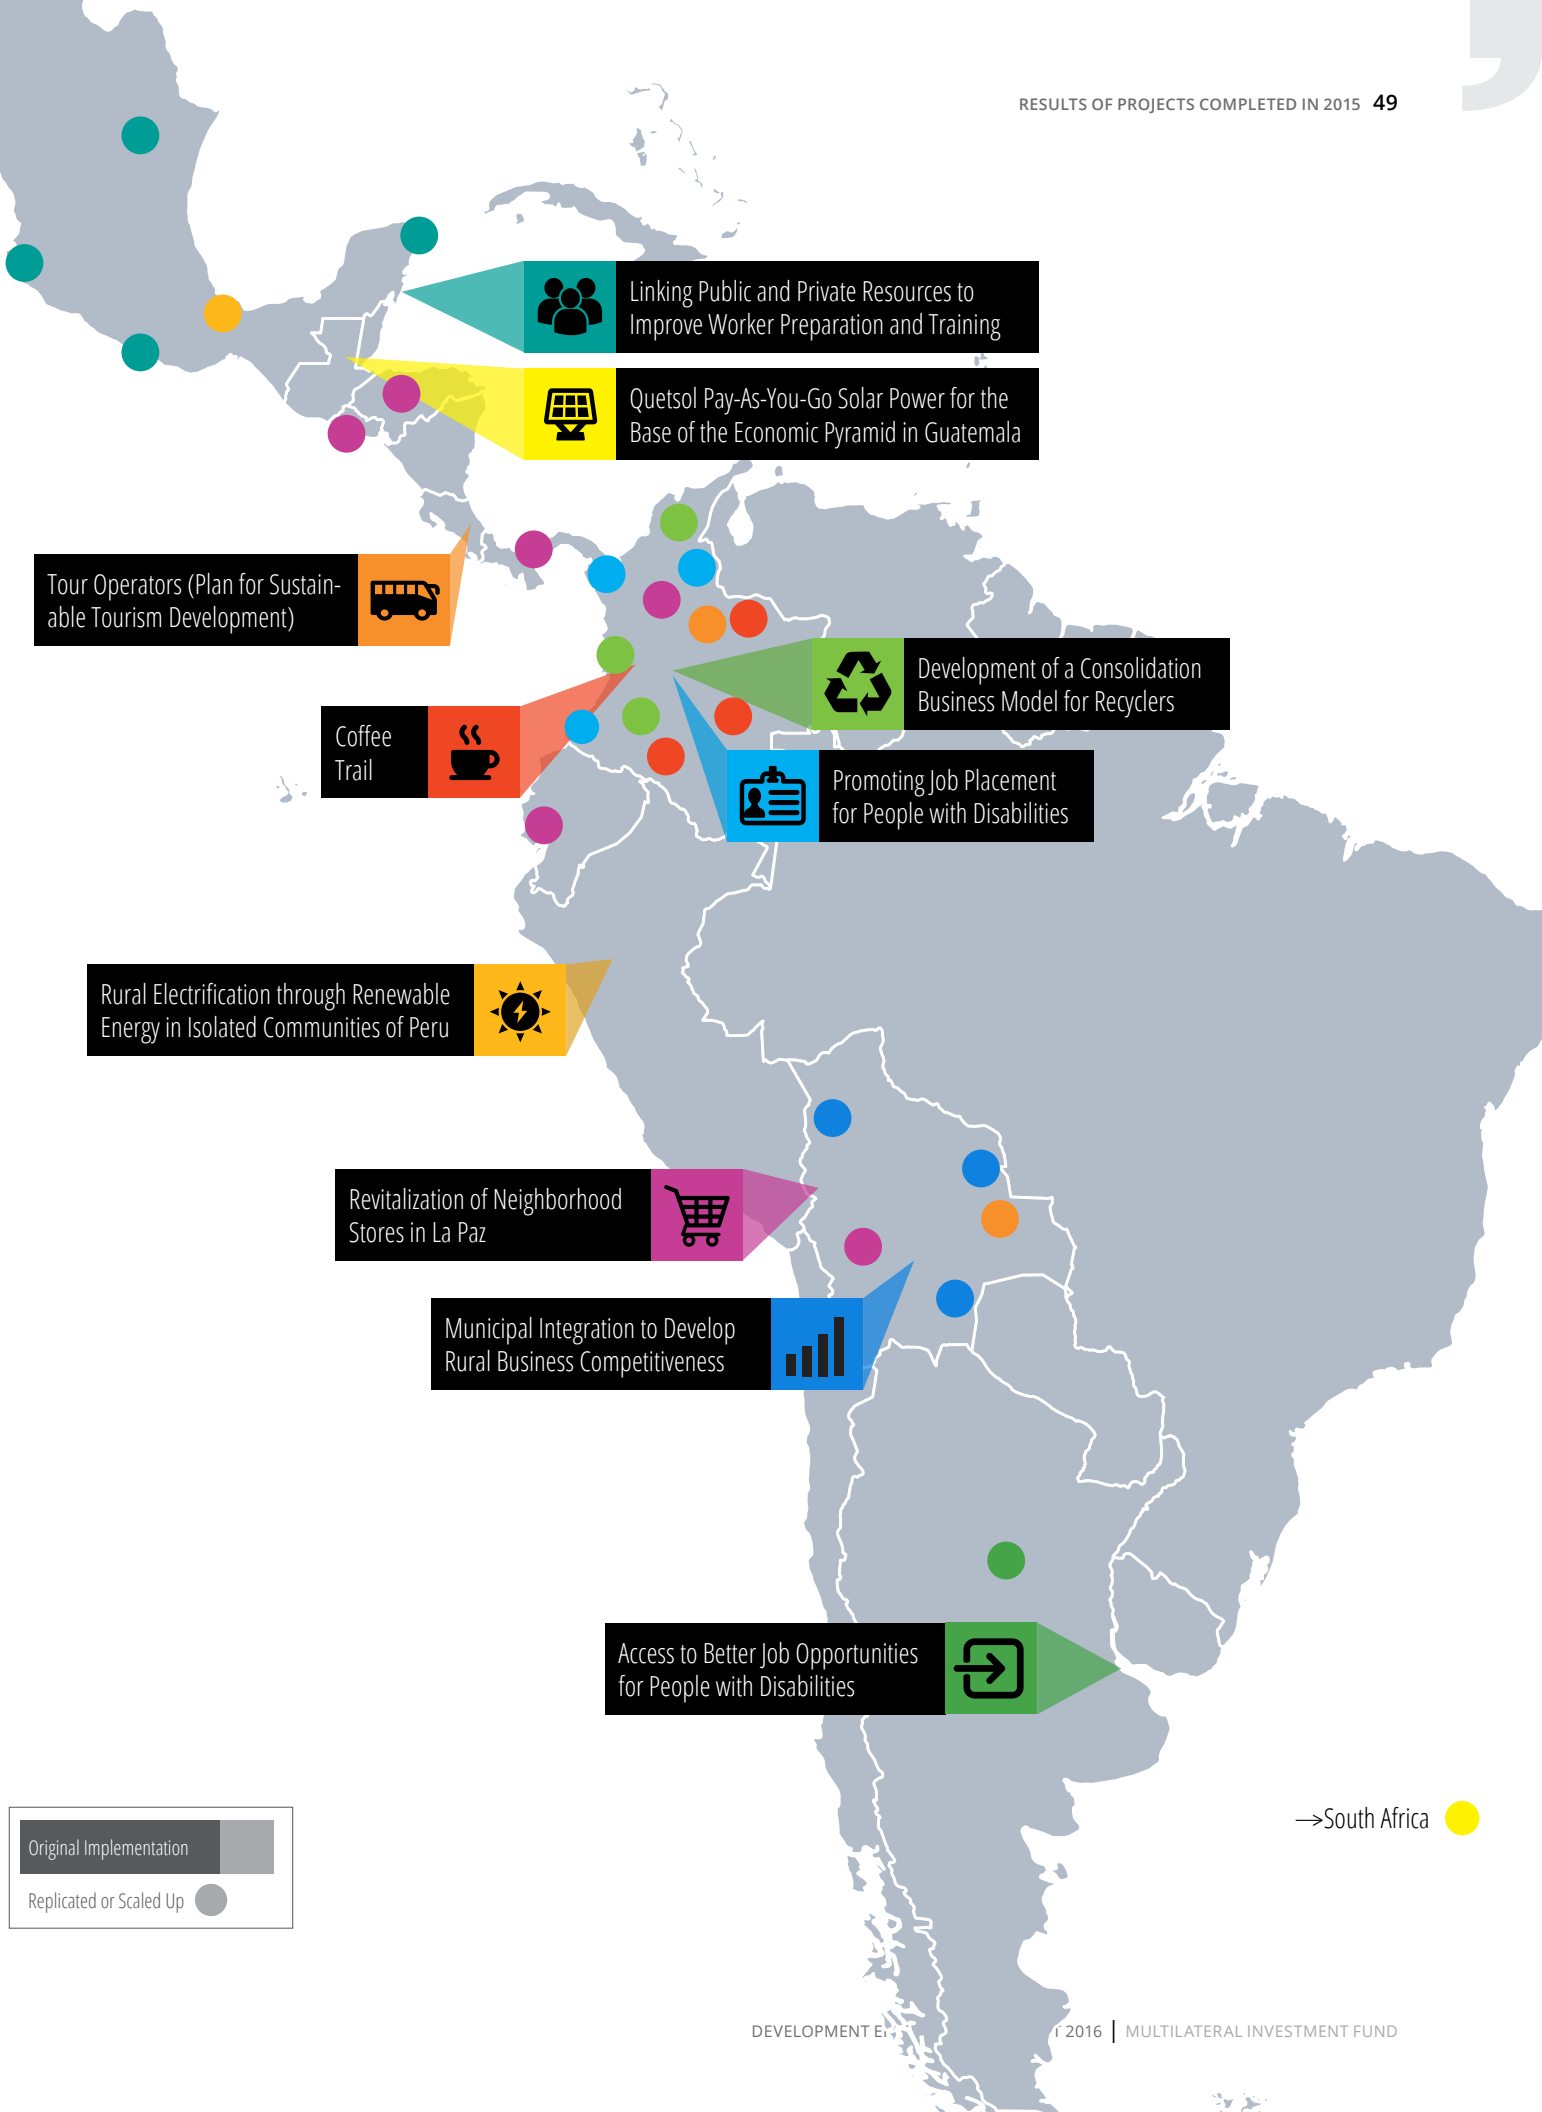 RESULTS OF PROJECTS COMPLETED IN 2015 49
Linking Public and Private Resources to
Improve Worker Preparation and Training
Quetsol Pay-As-You-Go Solar Power for the
Base of the Economic Pyramid in Guatemala
Tour Operators (Plan for Sustain-
able Tourism Development)
Development of a Consolidation
Business Model for Recyclers
Coffee
Trail
Promoting Job Placement
for People with Disabilities
Rural Electrification through Renewable
Energy in Isolated Communities of Peru
Revitalization of Neighborhood
Stores in La Paz
Municipal Integration to Develop
Rural Business Competitiveness
Access to Better Job Opportunities
for People with Disabilities
→South Africa
Original Implementation
Replicated or Scaled Up
DEVELOPMENT 2016 | MULTILATERAL INVESTMENT FUND